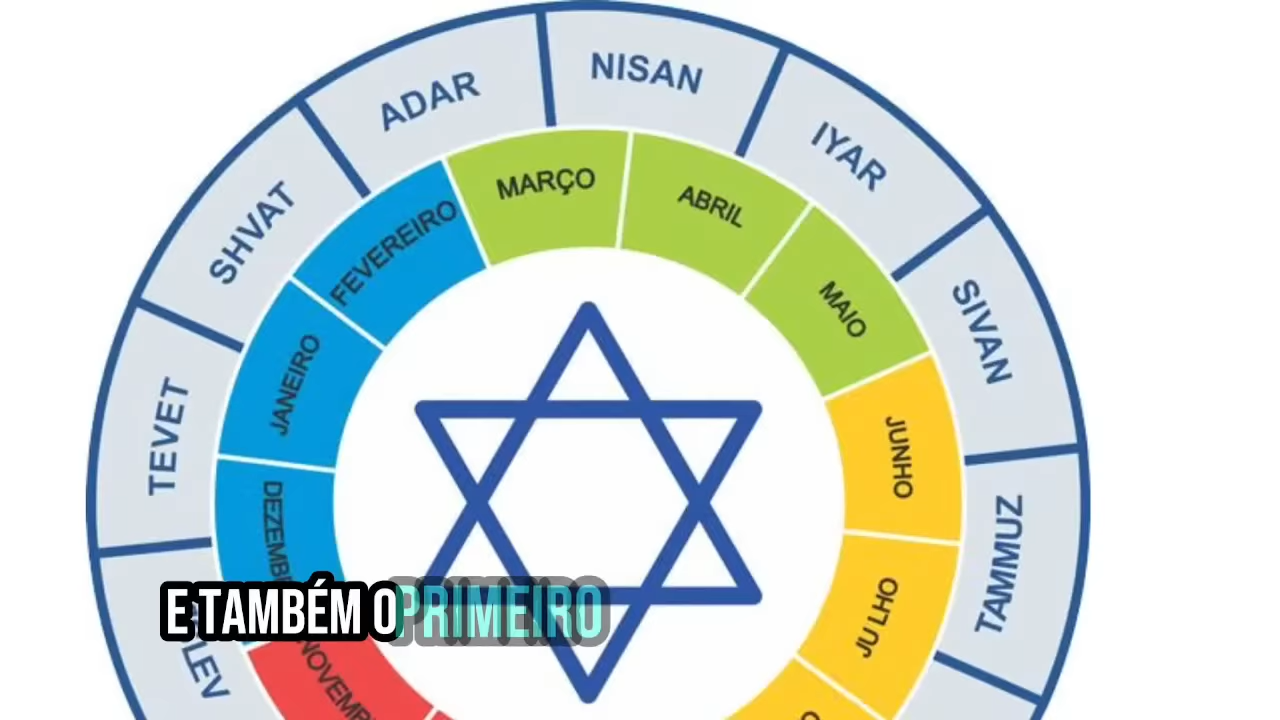 NISAN
IYAR
SIVAN
TAMMUZ
ADAR
SHVAT
TEVET
MARÇO
ABRIL
MAIO
JUNHO
JULHO
FEVEREIRO
JANEIRO
E TAMBÉM O PRIMEIRO